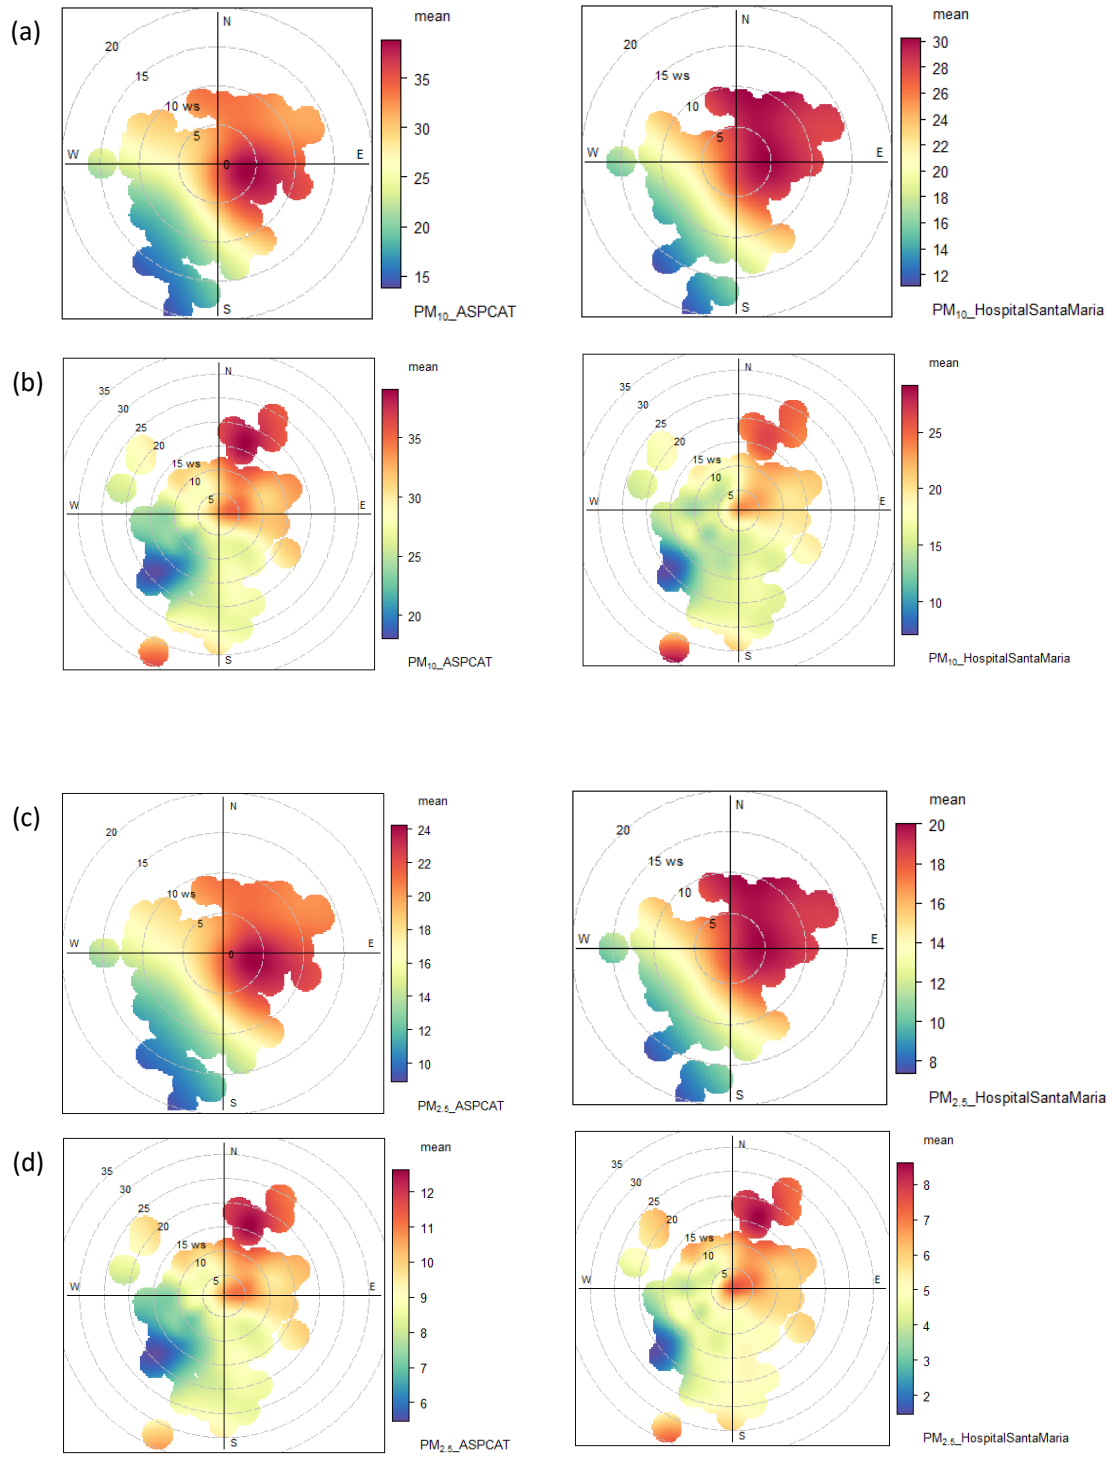 (a)
mean
N
20
15
10 ws
5
0
W
E
S
35
30
25
20
15
PM₁₀_ASPCAT
mean
N
20
15 ws
10
5
W
E
S
30
28
26
24
22
20
18
16
14
12
PM₁₀_HospitalSantaMaria
(b)
mean
N
35
30
25
20
15 ws
10
5
W
E
S
35
30
25
20
PM₁₀_ASPCAT
mean
N
35
30
25
20
15 ws
10
5
W
E
S
25
20
15
10
PM₁₀_HospitalSantaMaria
(c)
mean
N
20
15
10 ws
5
0
W
E
S
24
22
20
18
16
14
12
10
PM₂.₅_ASPCAT
mean
N
20
15 ws
10
5
W
E
S
20
18
16
14
12
10
8
PM₂.₅_HospitalSantaMaria
(d)
mean
N
35
30
25
20
15 ws
10
5
W
E
S
12
11
10
9
8
7
6
PM₂.₅_ASPCAT
mean
N
35
30
25
20
15 ws
10
5
W
E
S
8
7
6
5
4
3
2
PM₂.₅_HospitalSantaMaria